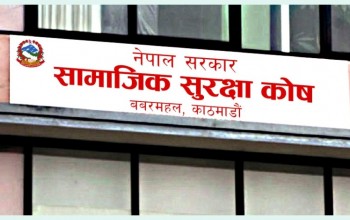 नेपाल सरकार
सामाजिक सुरक्षा कोष
बबरमहल, काठमाडौं